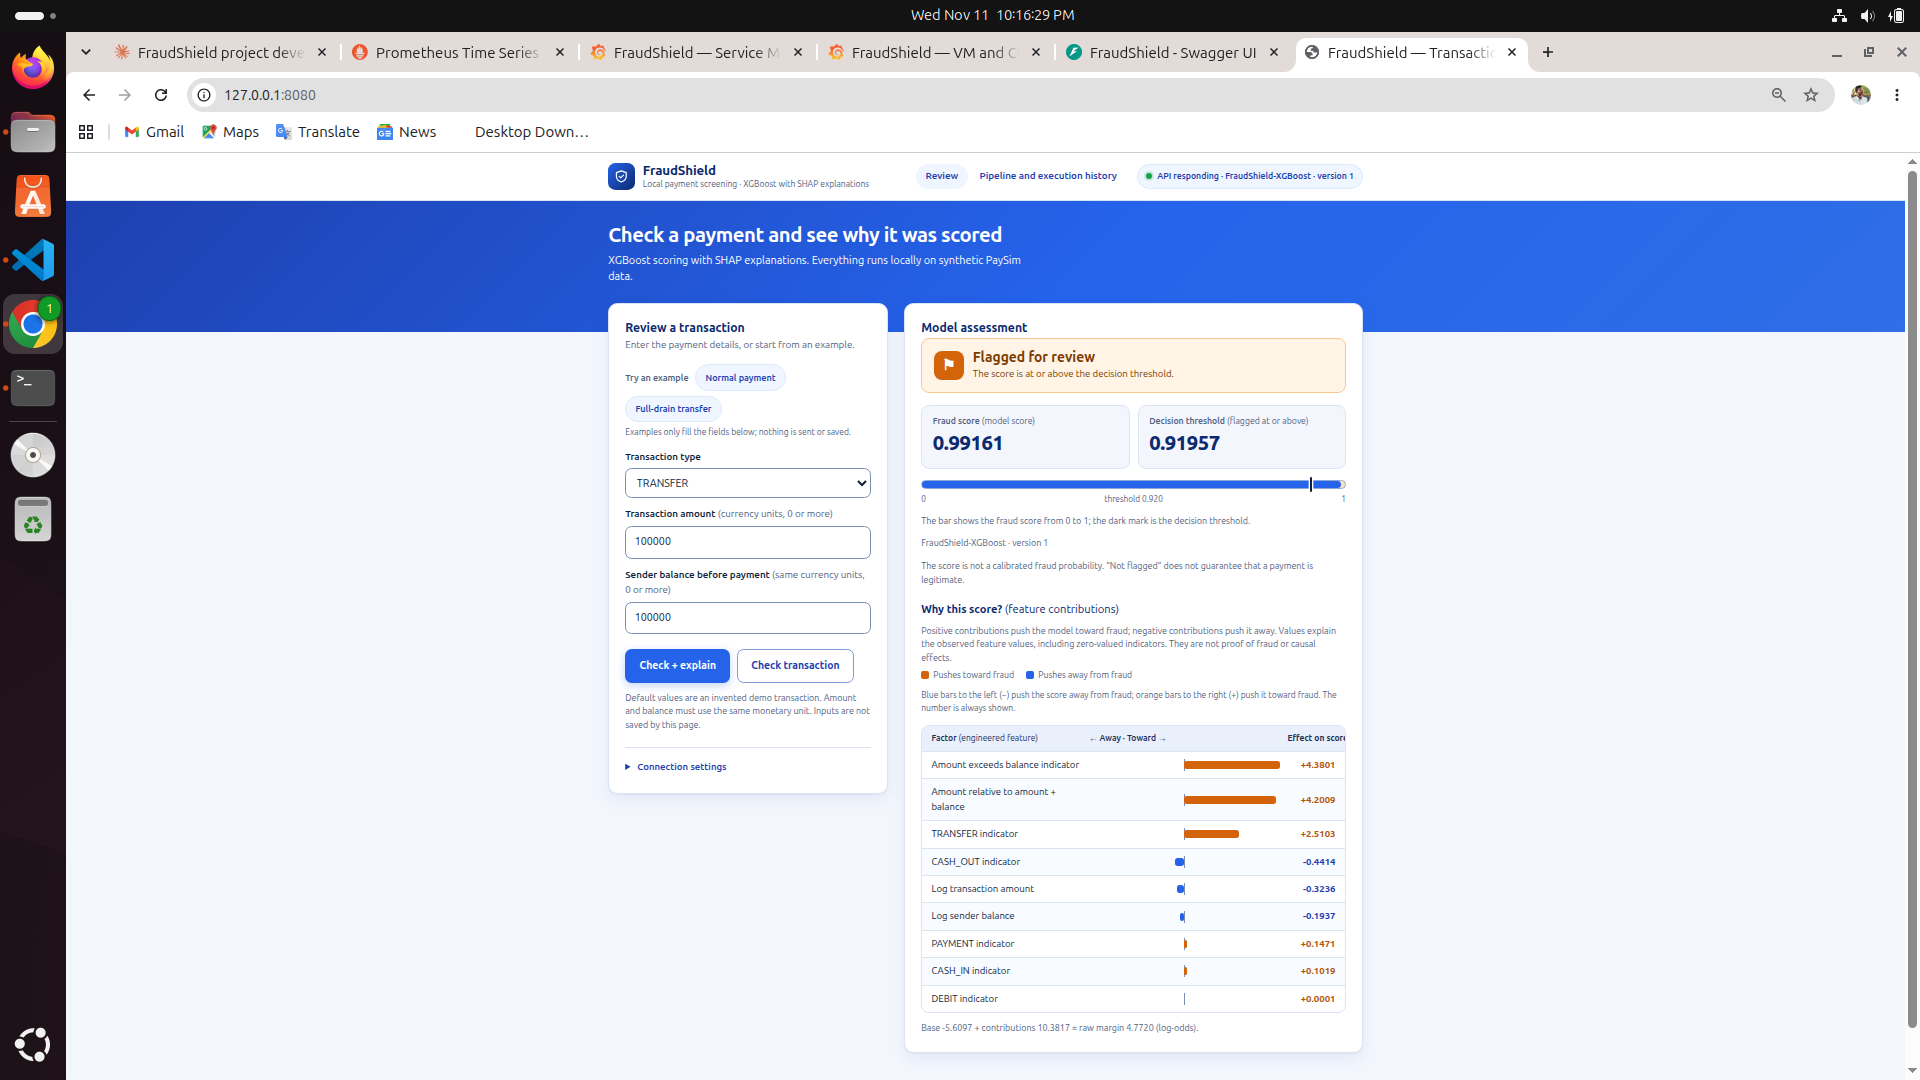 Wed Nov 11 10:16:29 PM
FraudShield project deve
Prometheus Time Series
FraudShield — Service M
FraudShield — VM and C
FraudShield - Swagger UI
FraudShield — Transacti
127.0.0.1:8080
Gmail
Maps
Translate
News
Desktop Down…
1
FraudShield
Local payment screening · XGBoost with SHAP explanations
Review
Pipeline and execution history
API responding · FraudShield-XGBoost · version 1
Check a payment and see why it was scored
XGBoost scoring with SHAP explanations. Everything runs locally on synthetic PaySim
data.
Review a transaction
Enter the payment details, or start from an example.
Try an example
Normal payment
Full-drain transfer
Examples only fill the fields below; nothing is sent or saved.
Transaction type
TRANSFER
Transaction amount (currency units, 0 or more)
100000
Sender balance before payment (same currency units,
0 or more)
100000
Check + explain
Check transaction
Default values are an invented demo transaction. Amount
and balance must use the same monetary unit. Inputs are not
saved by this page.
Connection settings
Model assessment
Flagged for review
The score is at or above the decision threshold.
Fraud score (model score)
0.99161
Decision threshold (flagged at or above)
0.91957
0
threshold 0.920
1
The bar shows the fraud score from 0 to 1; the dark mark is the decision threshold.
FraudShield-XGBoost · version 1
The score is not a calibrated fraud probability. “Not flagged” does not guarantee that a payment is
legitimate.
Why this score? (feature contributions)
Positive contributions push the model toward fraud; negative contributions push it away. Values explain
the observed feature values, including zero-valued indicators. They are not proof of fraud or causal
effects.
Pushes toward fraud
Pushes away from fraud
Blue bars to the left (−) push the score away from fraud; orange bars to the right (+) push it toward fraud. The
number is always shown.
Factor (engineered feature) ← Away · Toward → Effect on score
Amount exceeds balance indicator +4.3801
Amount relative to amount +
balance +4.2009
TRANSFER indicator +2.5103
CASH_OUT indicator -0.4414
Log transaction amount -0.3236
Log sender balance -0.1937
PAYMENT indicator +0.1471
CASH_IN indicator +0.1019
DEBIT indicator +0.0001
Base -5.6097 + contributions 10.3817 = raw margin 4.7720 (log-odds).